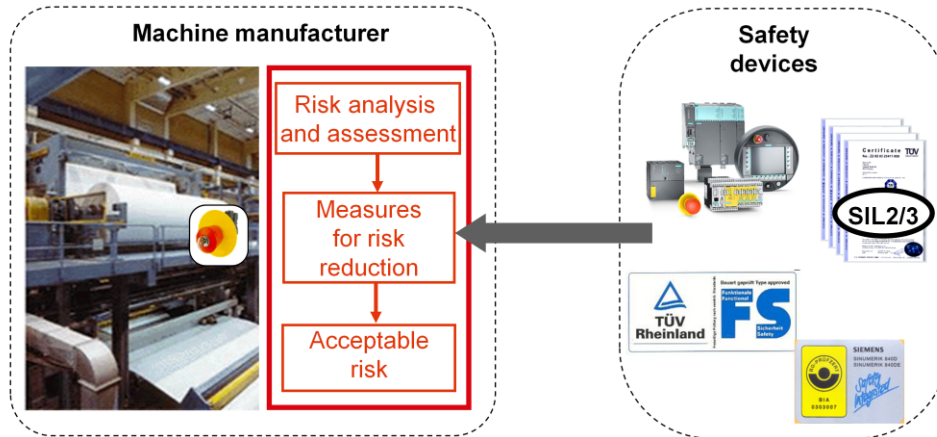 Machine manufacturer
Risk analysis
and assessment
Measures
for risk
reduction
Acceptable
risk
Safety
devices
Certificate
TÜV
SIL2/3
TÜV
Rheinland
Bauart geprüft Type approved
Funktionale
Functional
FS
Sicherheit
Safety
SIEMENS
SINUMERIK 840D
SINUMERIK 840DE
Safety
Integrated
BIA